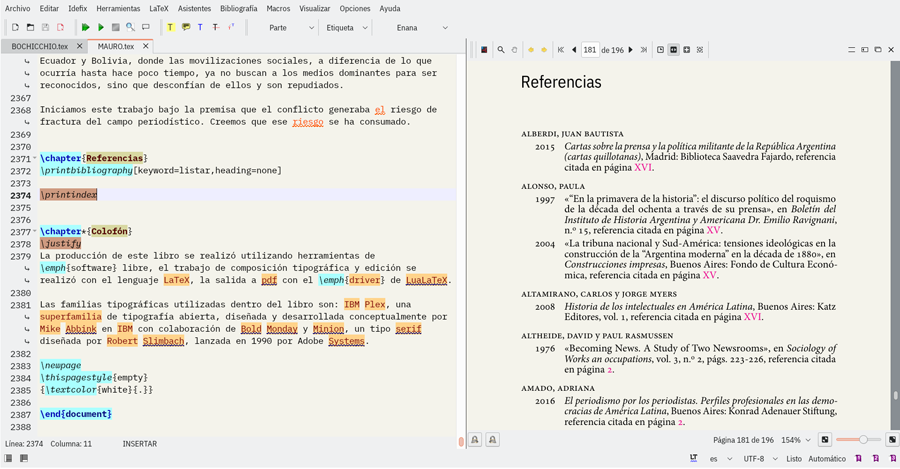 Archivo Editar Idefix Herramientas LaTeX Asistentes Bibliografía Macros Visualizar Opciones Ayuda
Parte Etiqueta Enana
BOCHICCHIO.tex MAURO.tex
181 de 196
Ecuador y Bolivia, donde las movilizaciones sociales, a diferencia de lo que
ocurría hasta hace poco tiempo, ya no buscan a los medios dominantes para ser
reconocidos, sino que desconfían de ellos y son repudiados.
2367
2368 Iniciamos este trabajo bajo la premisa que el conflicto generaba el riesgo de
fractura del campo periodístico. Creemos que ese riesgo se ha consumado.
2369
2370
2371 \chapter{Referencias}
2372 \printbibliography[keyword=listar,heading=none]
2373
2374 \printindex
2375
2376
2377 \chapter*{Colofón}
2378 \justify
2379 La producción de este libro se realizó utilizando herramientas de
\emph{software} libre, el trabajo de composición tipográfica y edición se
realizó con el lenguaje LaTeX, la salida a pdf con el \emph{driver} de LuaLaTeX.
2380
2381 Las familias tipográficas utilizadas dentro del libro son: IBM Plex, una
superfamilia de tipografía abierta, diseñada y desarrollada conceptualmente por
Mike Abbink en IBM con colaboración de Bold Monday y Minion, un tipo serif
diseñada por Robert Slimbach, lanzada en 1990 por Adobe Systems.
2382
2383 \newpage
2384 \thispagestyle{empty}
2385 {\textcolor{white}{.}}
2386
2387 \end{document}
2388
Línea: 2374 Columna: 11 INSERTAR
Referencias
ALBERDI, JUAN BAUTISTA
2015 Cartas sobre la prensa y la política militante de la República Argentina
(cartas quillotanas), Madrid: Biblioteca Saavedra Fajardo, referencia
citada en página XVI.
ALONSO, PAULA
1997 «“En la primavera de la historia”: el discurso político del roquismo
de la década del ochenta a través de su prensa», en Boletín del
Instituto de Historia Argentina y Americana Dr. Emilio Ravignani,
n.º 15, referencia citada en página XV.
2004 «La tribuna nacional y Sud-América: tensiones ideológicas en la
construcción de la “Argentina moderna” en la década de 1880», en
Construcciones impresas, Buenos Aires: Fondo de Cultura Econó-
mica, referencia citada en página XV.
ALTAMIRANO, CARLOS y JORGE MYERS
2008 Historia de los intelectuales en América Latina, Buenos Aires: Katz
Editores, vol. 1, referencia citada en página XVI.
ALTHEIDE, DAVID y PAUL RASMUSSEN
1976 «Becoming News. A Study of Two Newsrooms», en Sociology of
Works an occupations, vol. 3, n.º 2, págs. 223-226, referencia citada
en página 2.
AMADO, ADRIANA
2016 El periodismo por los periodistas. Perfiles profesionales en las demo-
cracias de América Latina, Buenos Aires: Konrad Adenauer Stiftung,
referencia citada en página 2.
Página 181 de 196 154%
LT es UTF-8 Listo Automático